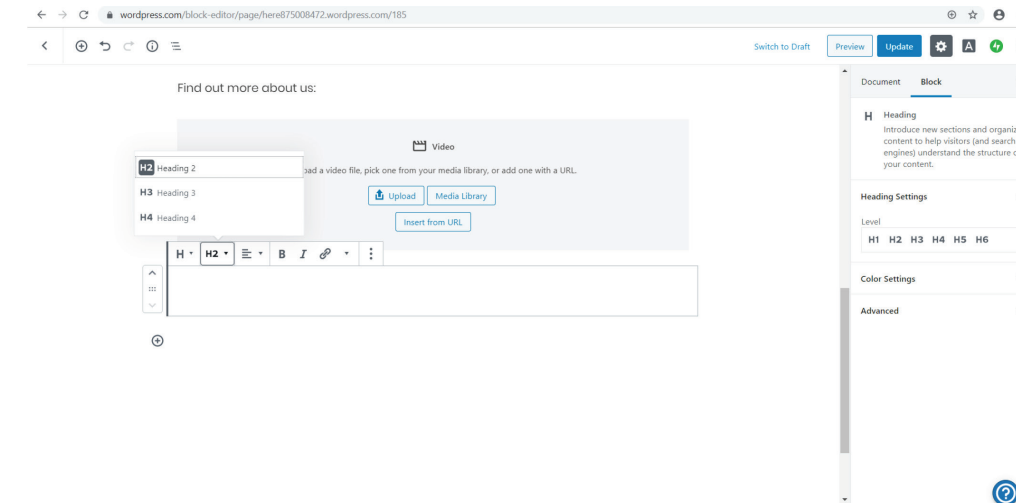 wordpress.com/block-editor/page/here875008472.wordpress.com/185
Switch to Draft
Preview
Update
A
Find out more about us:
Video
oad a video file, pick one from your media library, or add one with a URL.
Upload
Media Library
Insert from URL
H2 Heading 2
H3 Heading 3
H4 Heading 4
H H2 B I
Document Block
H Heading
Introduce new sections and organiz
content to help visitors (and search
engines) understand the structure o
your content.
Heading Settings
Level
H1 H2 H3 H4 H5 H6
Color Settings
Advanced
?